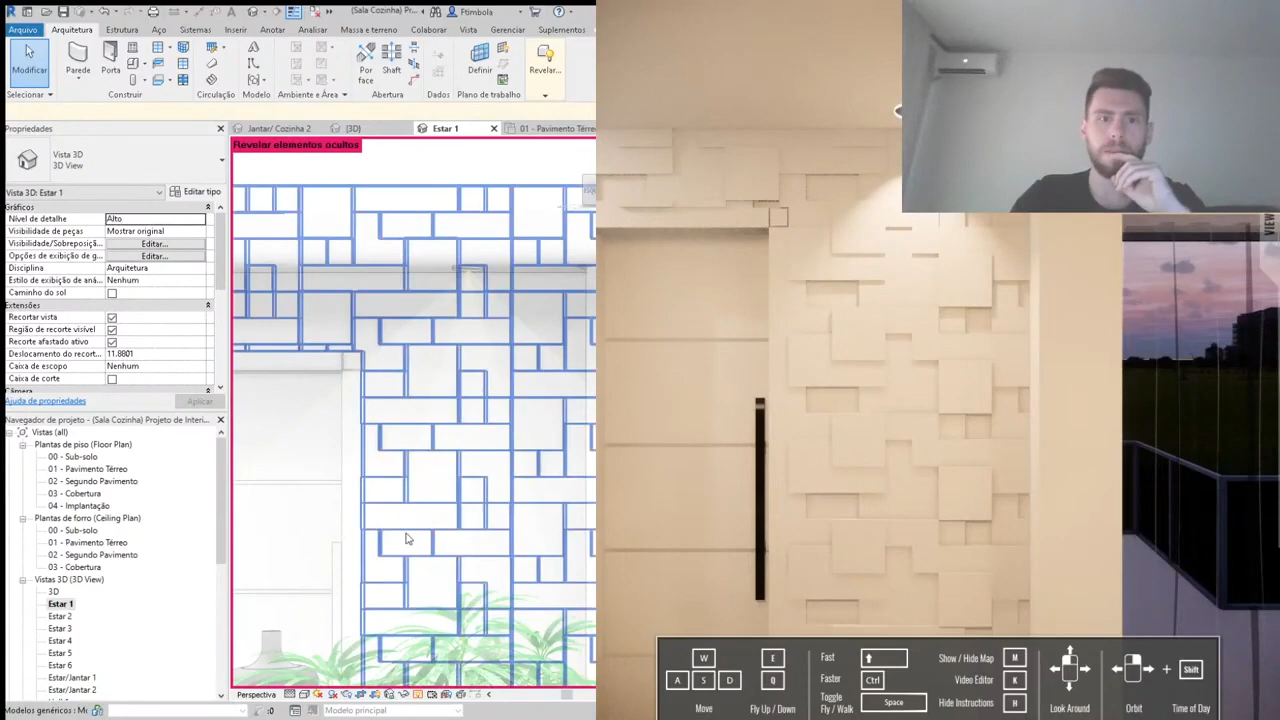 (Sala Cozinha) Pr...
Ftimbola
Arquivo Arquitetura Estrutura Aço Sistemas Inserir Anotar Analisar Massa e terreno Colaborar Vista Gerenciar Suplementos
Modificar Parede Porta Por face Shaft Definir Revelar...
Selecionar Construir Circulação Modelo Ambiente e Área Abertura Dados Plano de trabalho
Propriedades
Jantar/ Cozinha 2 {3D} Estar 1 01 - Pavimento Térre
Revelar elementos ocultos
Vista 3D
3D View
Vista 3D: Estar 1 Editar tipo
Gráficos
Nível de detalhe Alto
Visibilidade de peças Mostrar original
Visibilidade/Sobreposiçã... Editar...
Opções de exibição de g... Editar...
Disciplina Arquitetura
Estilo de exibição de aná... Nenhum
Caminho do sol
Extensões
Recortar vista
Região de recorte visível
Recorte afastado ativo
Deslocamento do recort... 11.8801
Caixa de escopo Nenhum
Caixa de corte
Câmera
Ajuda de propriedades Aplicar
Navegador de projeto - (Sala Cozinha) Projeto de Interi...
Vistas (all)
Plantas de piso (Floor Plan)
00 - Sub-solo
01 - Pavimento Térreo
02 - Segundo Pavimento
03 - Cobertura
04 - Implantação
Plantas de forro (Ceiling Plan)
00 - Sub-solo
01 - Pavimento Térreo
02 - Segundo Pavimento
03 - Cobertura
Vistas 3D (3D View)
3D
Estar 1
Estar 2
Estar 3
Estar 4
Estar 5
Estar 6
Estar/Jantar 1
Estar/Jantar 2
Perspectiva
Modelos genéricos : M :0 Modelo principal
VIEW
W E
A S D Q
Move Fly Up / Down
Fast
Faster Ctrl
Toggle Fly / Walk Space
Show / Hide Map M
Video Editor K
Hide Instructions H
Look Around Orbit
+ Shift
Time of Day